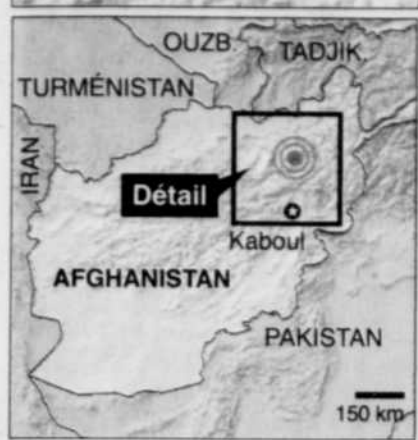 OUZB.
TADJIK.
TURMÉNISTAN
IRAN
Détail
Kaboul
AFGHANISTAN
PAKISTAN
150 km